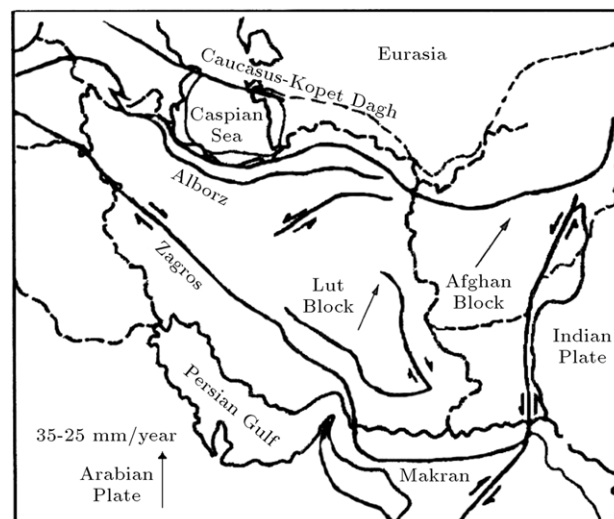 Eurasia
Caucasus-Kopet Dagh
Caspian
Sea
Alborz
Zagros
Lut
Block
Afghan
Block
Indian
Plate
Persian Gulf
35-25 mm/year
Arabian
Plate
Makran